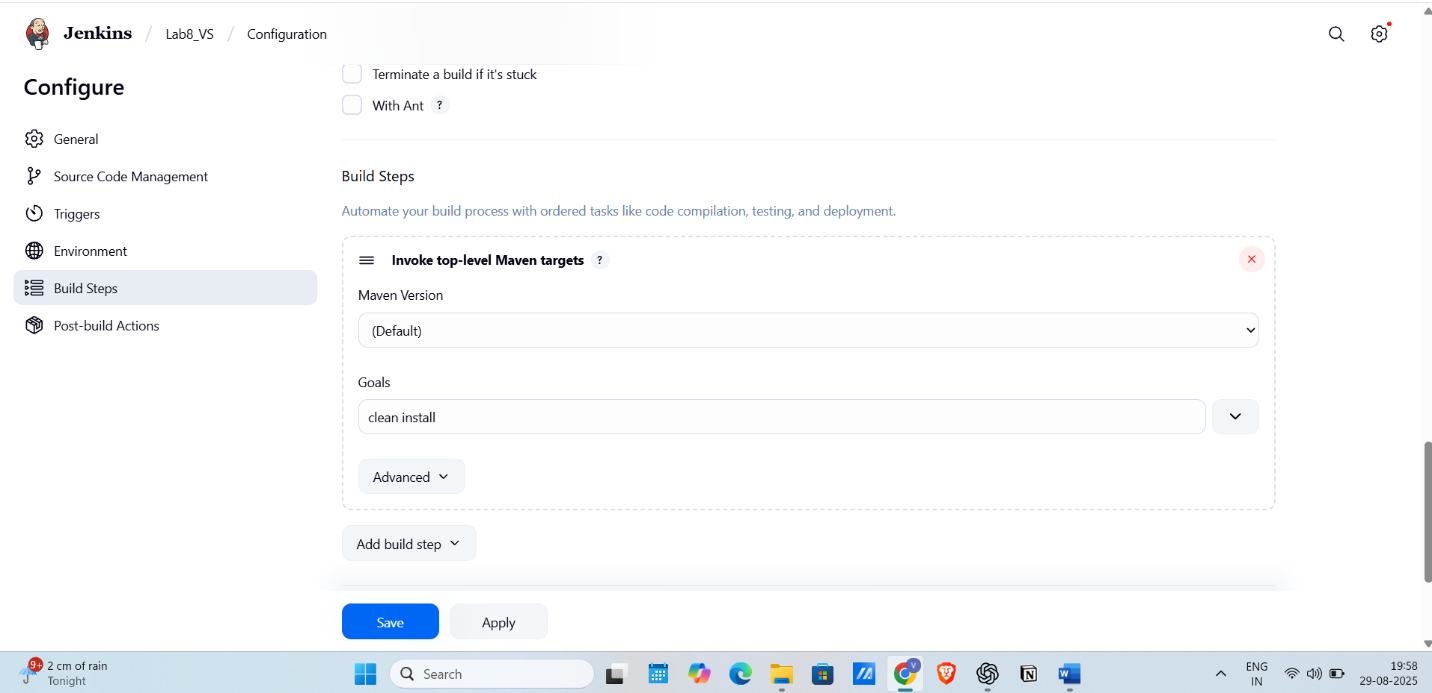 Jenkins / Lab8_VS / Configuration
Configure
General
Source Code Management
Triggers
Environment
Build Steps
Post-build Actions
Terminate a build if it's stuck
With Ant ?
Build Steps
Automate your build process with ordered tasks like code compilation, testing, and deployment.
Invoke top-level Maven targets ?
Maven Version
(Default)
Goals
clean install
Advanced
Add build step
Save Apply
9+ 2 cm of rain
Tonight
Search
V
N
W
ENG
IN
19:58
29-08-2025